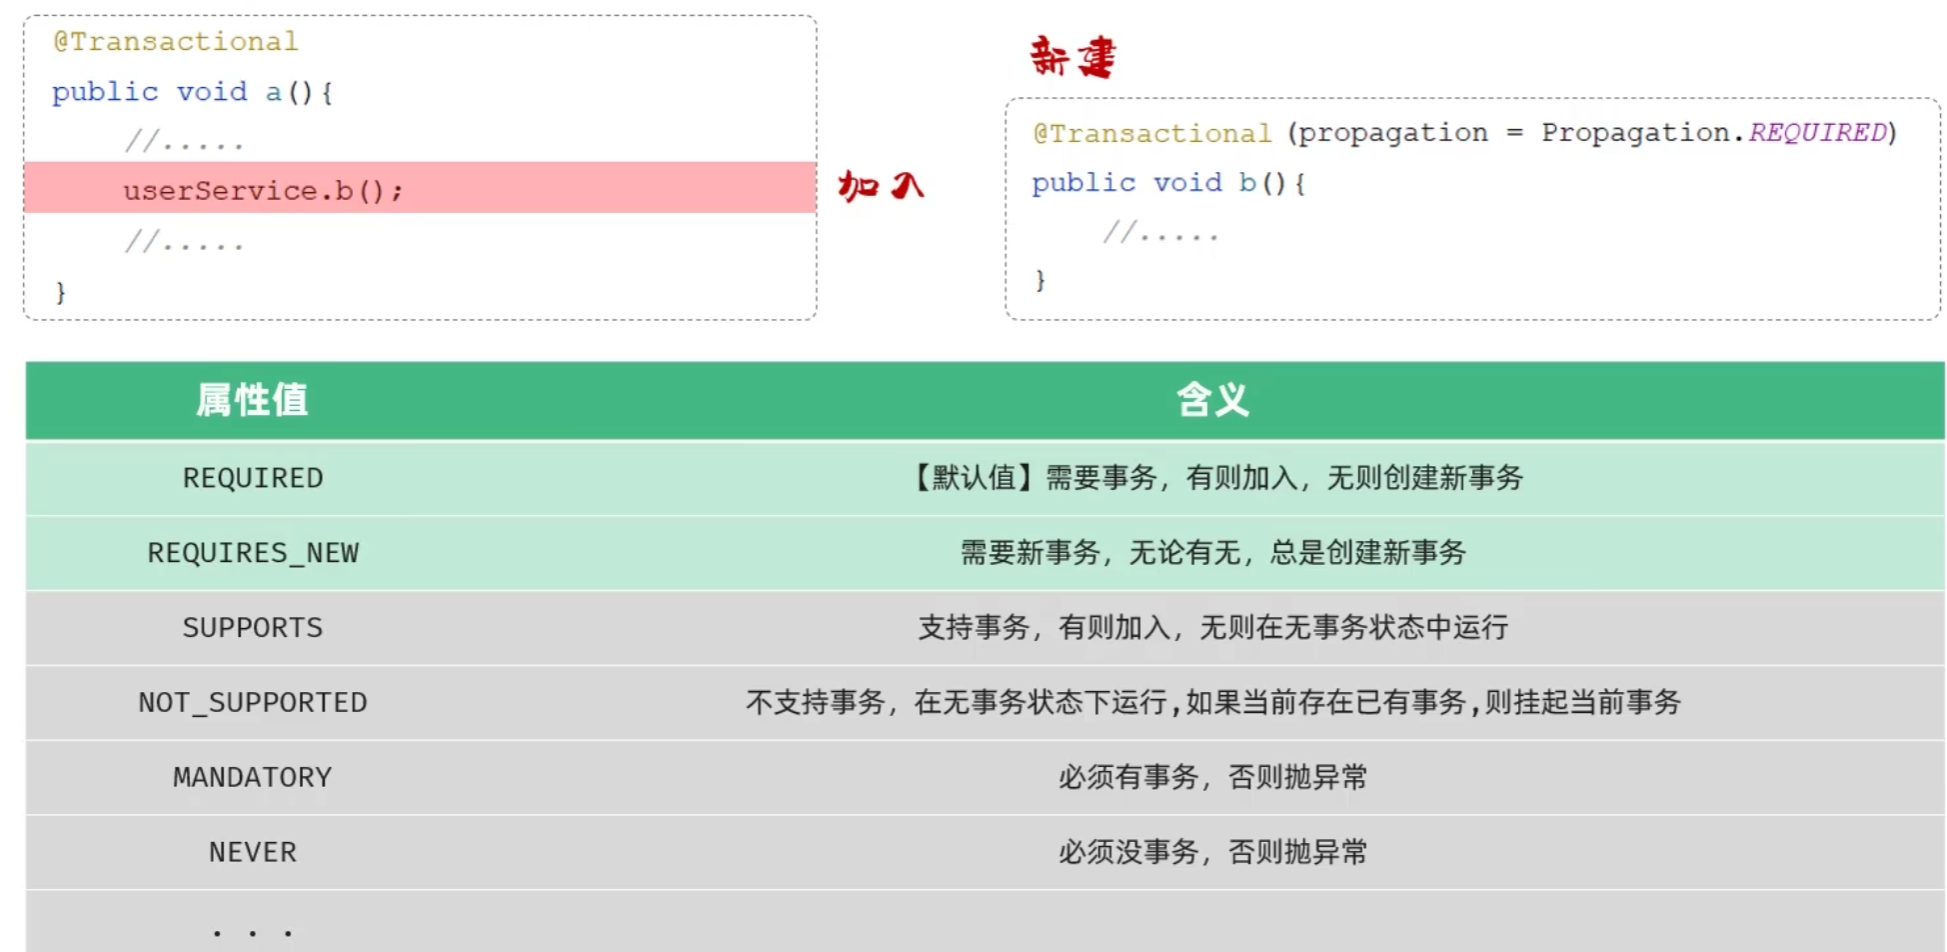 @Transactional
public void a(){
//.....
userService.b();
//.....
}
加入
新建
@Transactional (propagation = Propagation.REQUIRED)
public void b(){
//.....
}
属性值 含义
REQUIRED 【默认值】需要事务，有则加入，无则创建新事务
REQUIRES_NEW 需要新事务，无论有无，总是创建新事务
SUPPORTS 支持事务，有则加入，无则在无事务状态中运行
NOT_SUPPORTED 不支持事务，在无事务状态下运行,如果当前存在已有事务,则挂起当前事务
MANDATORY 必须有事务，否则抛异常
NEVER 必须没事务，否则抛异常
. . .